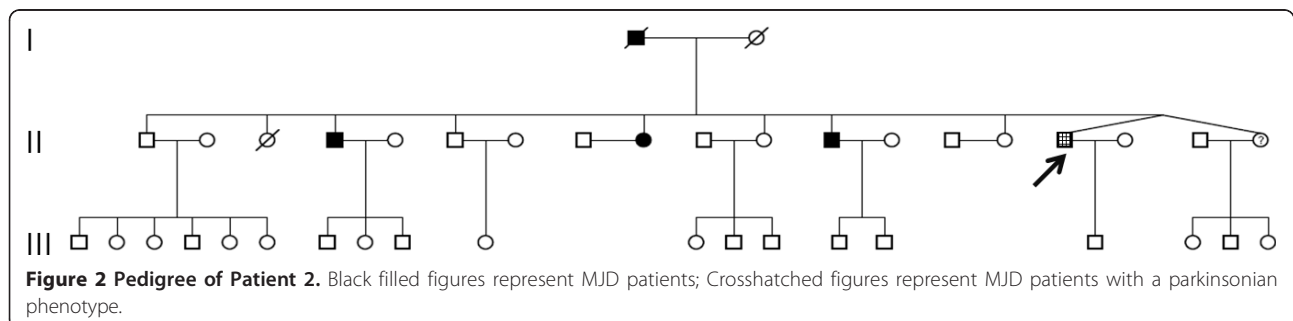 I
II
?
III
Figure 2 Pedigree of Patient 2. Black filled figures represent MJD patients; Crosshatched figures represent MJD patients with a parkinsonian
phenotype.